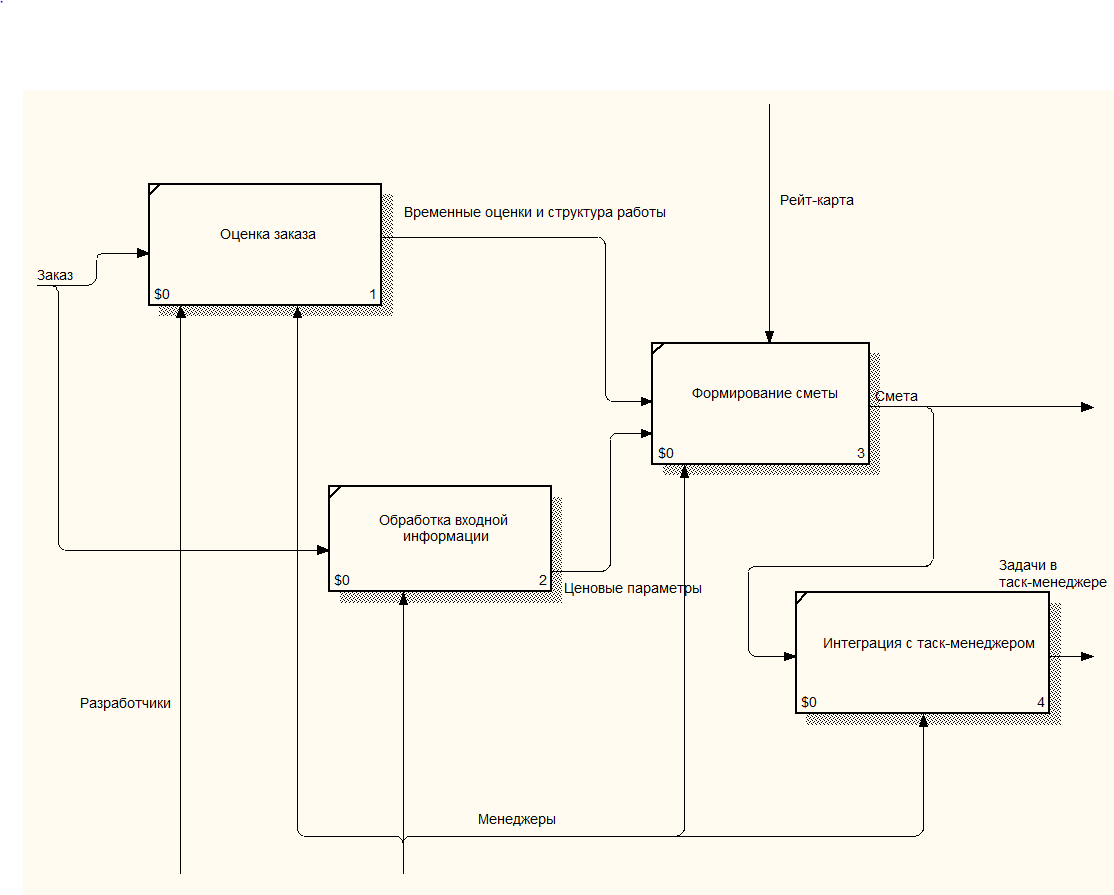 Рейт-карта
Временные оценки и структура работы
Оценка заказа
Заказ
$0 1
Формирование сметы
Смета
$0 3
Обработка входной
информации
$0 2
Ценовые параметры
Задачи в
таск-менеджере
Интеграция с таск-менеджером
$0 4
Разработчики
Менеджеры